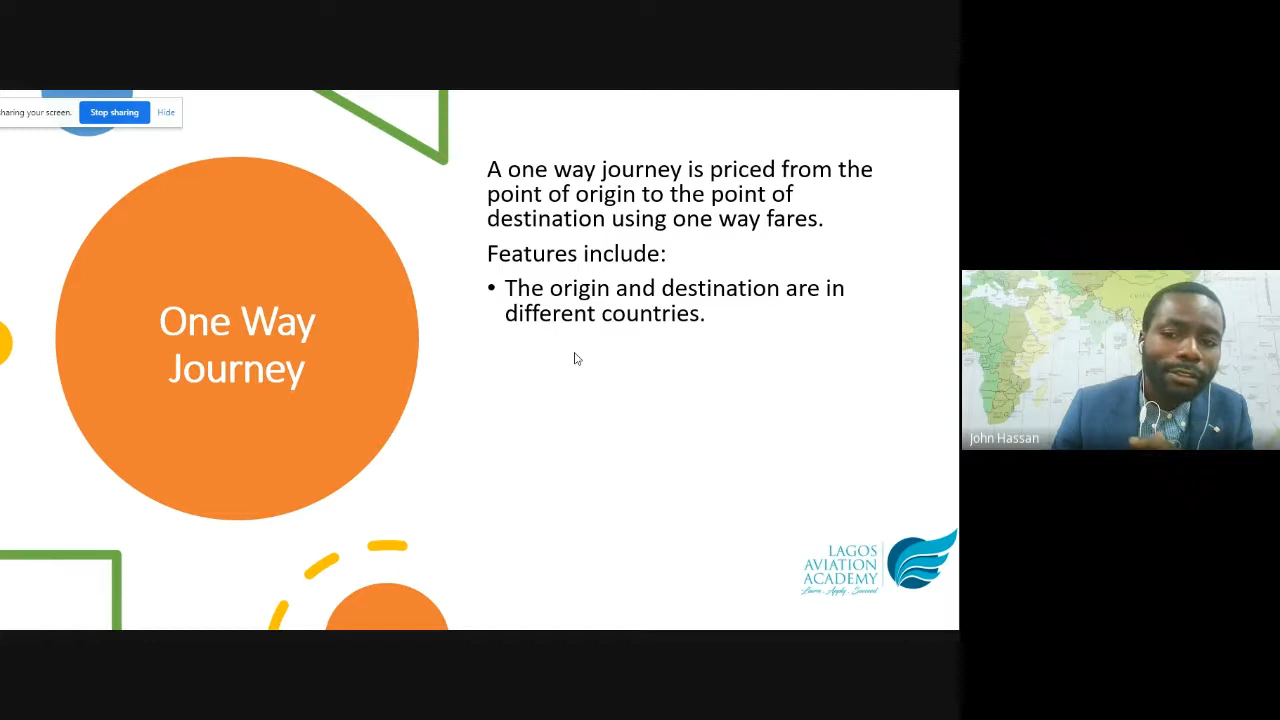 sharing your screen.
Stop sharing
Hide
One Way
Journey
A one way journey is priced from the
point of origin to the point of
destination using one way fares.
Features include:
• The origin and destination are in
different countries.
LAGOS
AVIATION
ACADEMY
Learn . Apply . Succeed
John Hassan